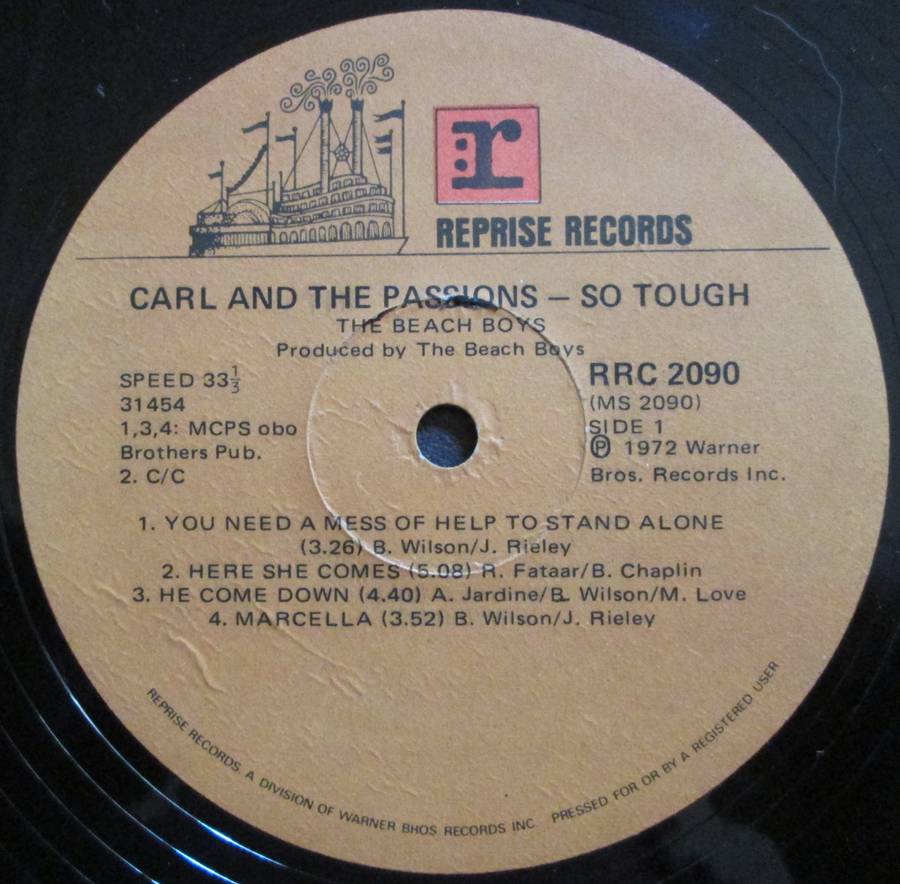 r
REPRISE RECORDS
CARL AND THE PASSIONS – SO TOUGH
THE BEACH BOYS
Produced by The Beach Boys
SPEED 33⅓
31454
1,3,4: MCPS obo
Brothers Pub.
2. C/C
RRC 2090
(MS 2090)
SIDE 1
Ⓟ 1972 Warner
Bros. Records Inc.
1. YOU NEED A MESS OF HELP TO STAND ALONE
(3.26) B. Wilson/J. Rieley
2. HERE SHE COMES (5.08) R. Fataar/B. Chaplin
3. HE COME DOWN (4.40) A. Jardine/B. Wilson/M. Love
4. MARCELLA (3.52) B. Wilson/J. Rieley
REPRISE RECORDS A DIVISION OF WARNER BROS RECORDS INC PRESSED FOR OR BY A REGISTERED USER